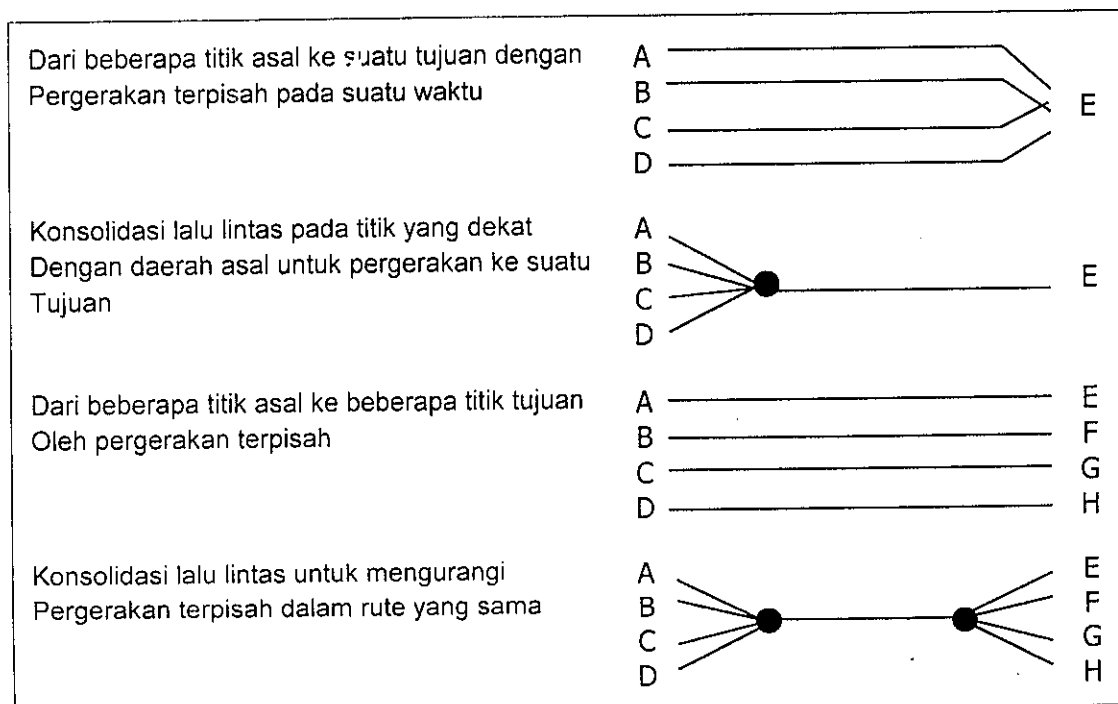 Dari beberapa titik asal ke suatu tujuan dengan
Pergerakan terpisah pada suatu waktu
A
B
C
D
E
Konsolidasi lalu lintas pada titik yang dekat
Dengan daerah asal untuk pergerakan ke suatu
Tujuan
A
B
C
D
E
Dari beberapa titik asal ke beberapa titik tujuan
Oleh pergerakan terpisah
A
B
C
D
E
F
G
H
Konsolidasi lalu lintas untuk mengurangi
Pergerakan terpisah dalam rute yang sama
A
B
C
D
E
F
G
H